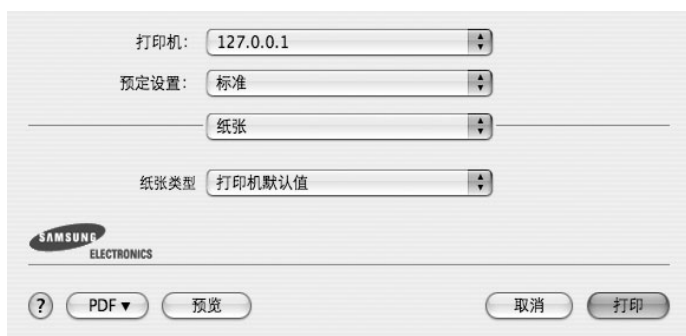 打印机: 127.0.0.1
预定设置: 标准
纸张
纸张类型 打印机默认值
SAMSUNG
ELECTRONICS
? PDF▼ 预览 取消 打印